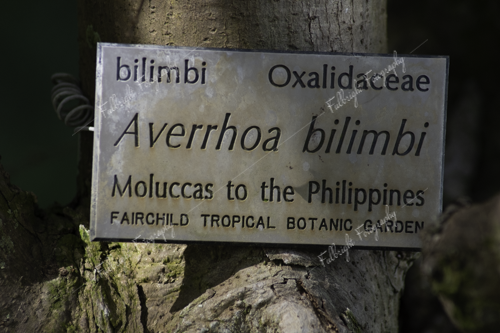 bilimbi Oxalidaceae
Averrhoa bilimbi
Moluccas to the Philippines
FAIRCHILD TROPICAL BOTANIC GARDEN